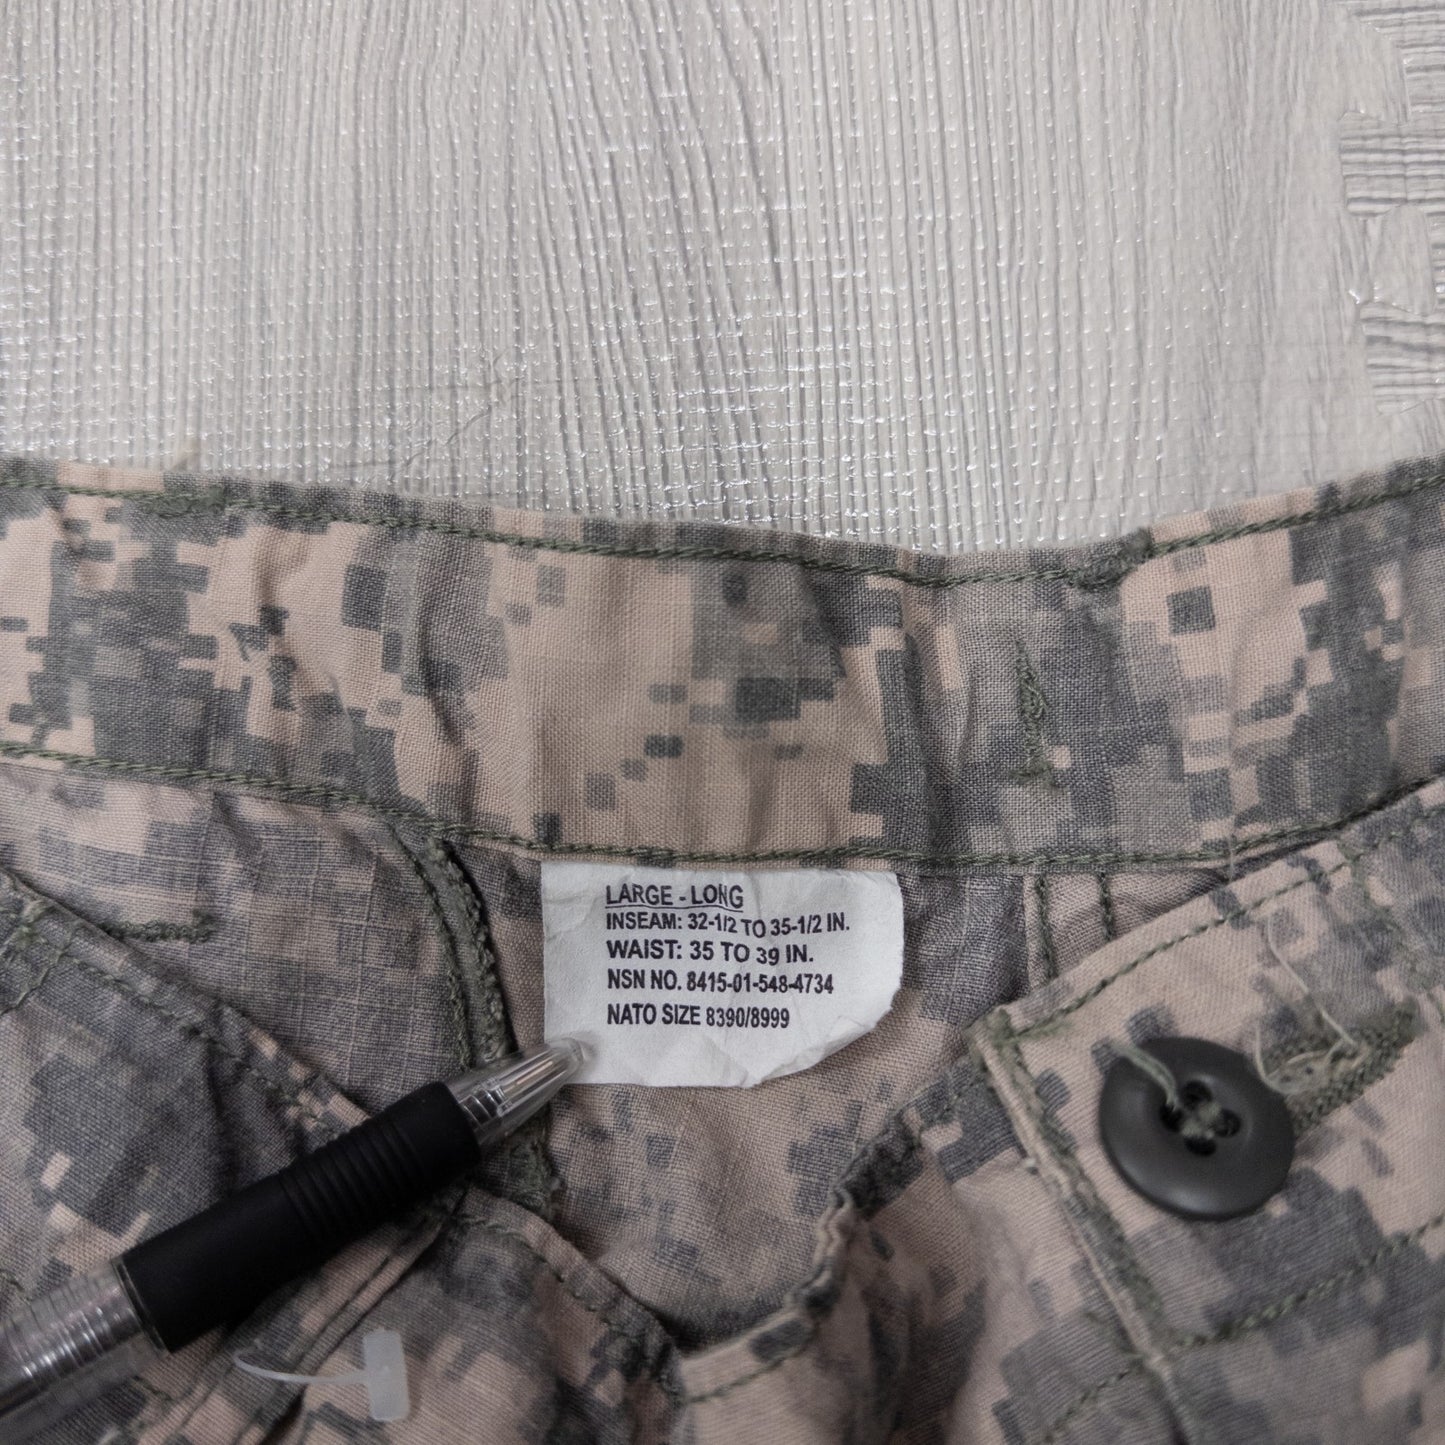 LARGE - LONG
INSEAM: 32-1/2 TO 35-1/2 IN.
WAIST: 35 TO 39 IN.
NSN NO. 8415-01-548-4734
NATO SIZE 8390/8999